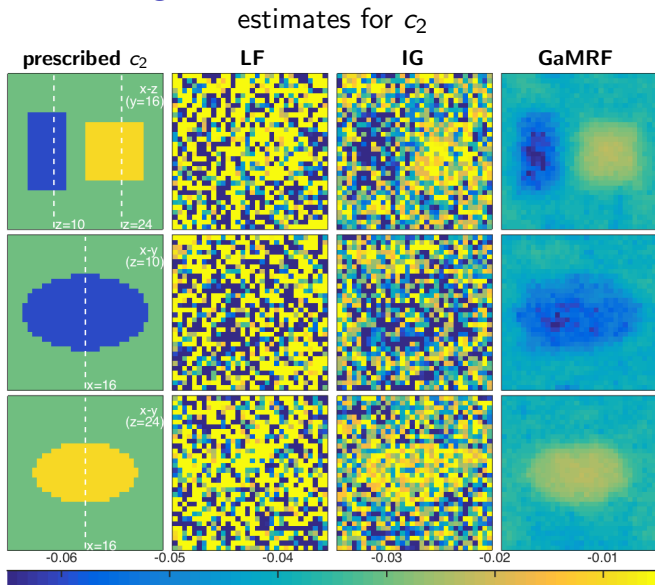 estimates for c₂
prescribed c₂ LF IG GaMRF
x-z
(y=16)
z=10 z=24
x-y
(z=10)
x=16
x-y
(z=24)
x=16
-0.06 -0.05 -0.04 -0.03 -0.02 -0.01